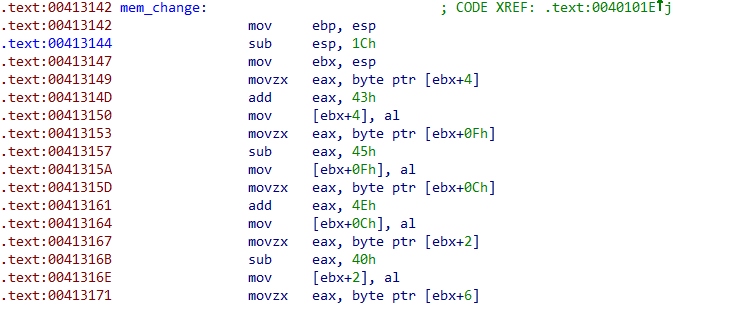 .text:00413142 mem_change: ; CODE XREF: .text:0040101E↑j
.text:00413142 mov ebp, esp
.text:00413144 sub esp, 1Ch
.text:00413147 mov ebx, esp
.text:00413149 movzx eax, byte ptr [ebx+4]
.text:0041314D add eax, 43h
.text:00413150 mov [ebx+4], al
.text:00413153 movzx eax, byte ptr [ebx+0Fh]
.text:00413157 sub eax, 45h
.text:0041315A mov [ebx+0Fh], al
.text:0041315D movzx eax, byte ptr [ebx+0Ch]
.text:00413161 add eax, 4Eh
.text:00413164 mov [ebx+0Ch], al
.text:00413167 movzx eax, byte ptr [ebx+2]
.text:0041316B sub eax, 40h
.text:0041316E mov [ebx+2], al
.text:00413171 movzx eax, byte ptr [ebx+6]